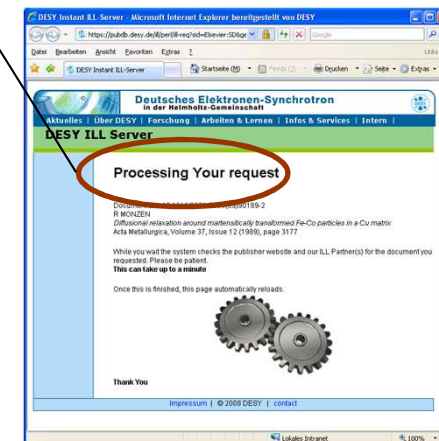 DESY Instant ILL-Server - Microsoft Internet Explorer bereitgestellt von DESY
Google
Datei Bearbeiten Ansicht Favoriten Extras ?
Links
DESY Instant ILL-Server Startseite (M) Feeds (J) Drucken Seite Extras
Deutsches Elektronen-Synchrotron
in der Helmholtz-Gemeinschaft
Aktuelles | Über DESY | Forschung | Arbeiten & Lernen | Infos & Services | Intern |
DESY ILL Server
Processing Your request
R MONZEN
Diffusional relaxation around martensitically transformed Fe-Co particles in a Cu matrix
Acta Metallurgica, Volume 37, Issue 12 (1989), page 3177
While you wait the system checks the publisher website and our ILL Partner(s) for the document you
requested. Please be patient.
This can take up to a minute
Once this is finished, this page automatically reloads.
Thank You
Impressum | © 2008 DESY | contact
Lokales Intranet 100%